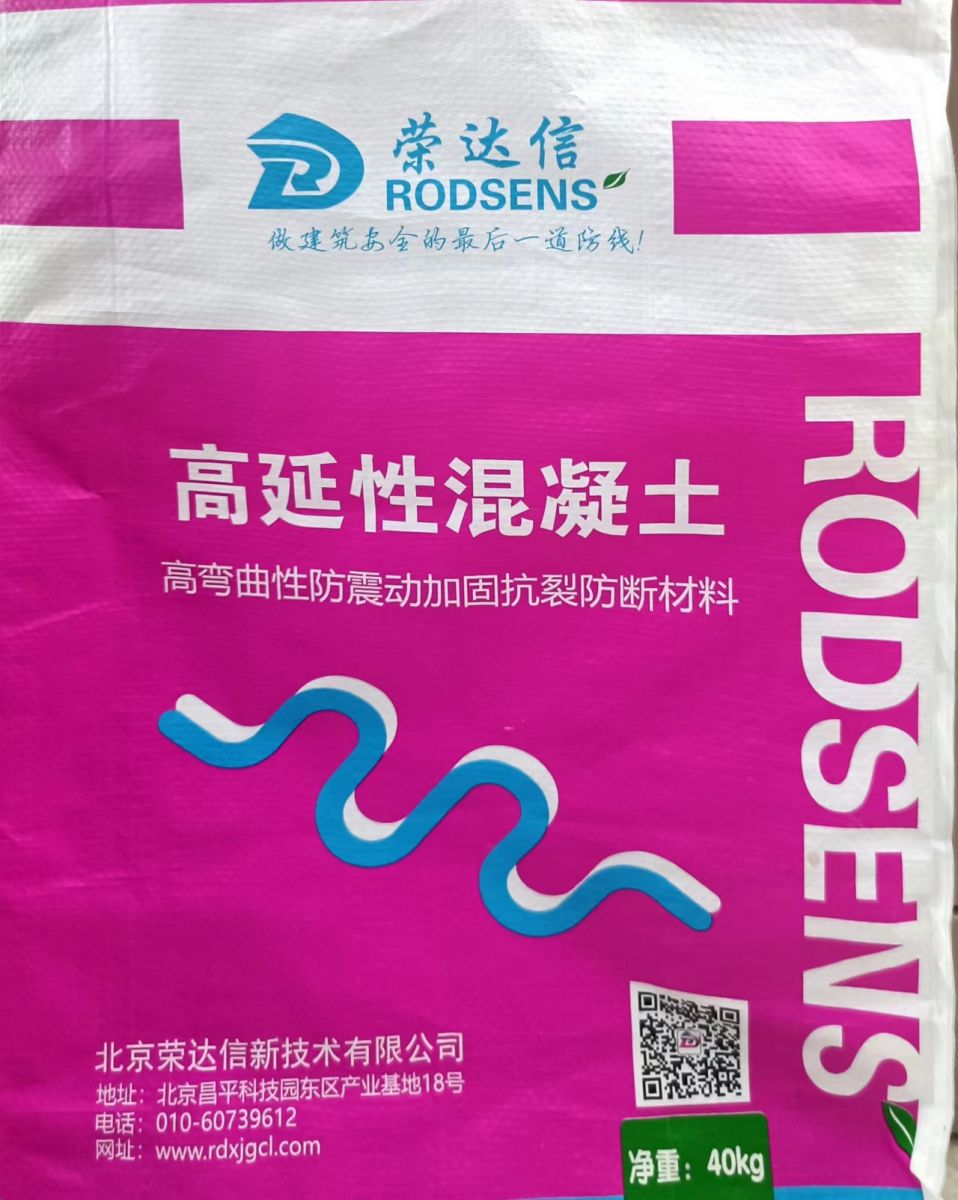 荣达信
RODSENS
做建筑安全的最后一道防线!
高延性混凝土
高弯曲性防震动加固抗裂防断材料
RODSENS
北京荣达信新技术有限公司
地址：北京昌平科技园东区产业基地18号
电话：010-60739612
网址：www.rdxjgcl.com
净重：40kg